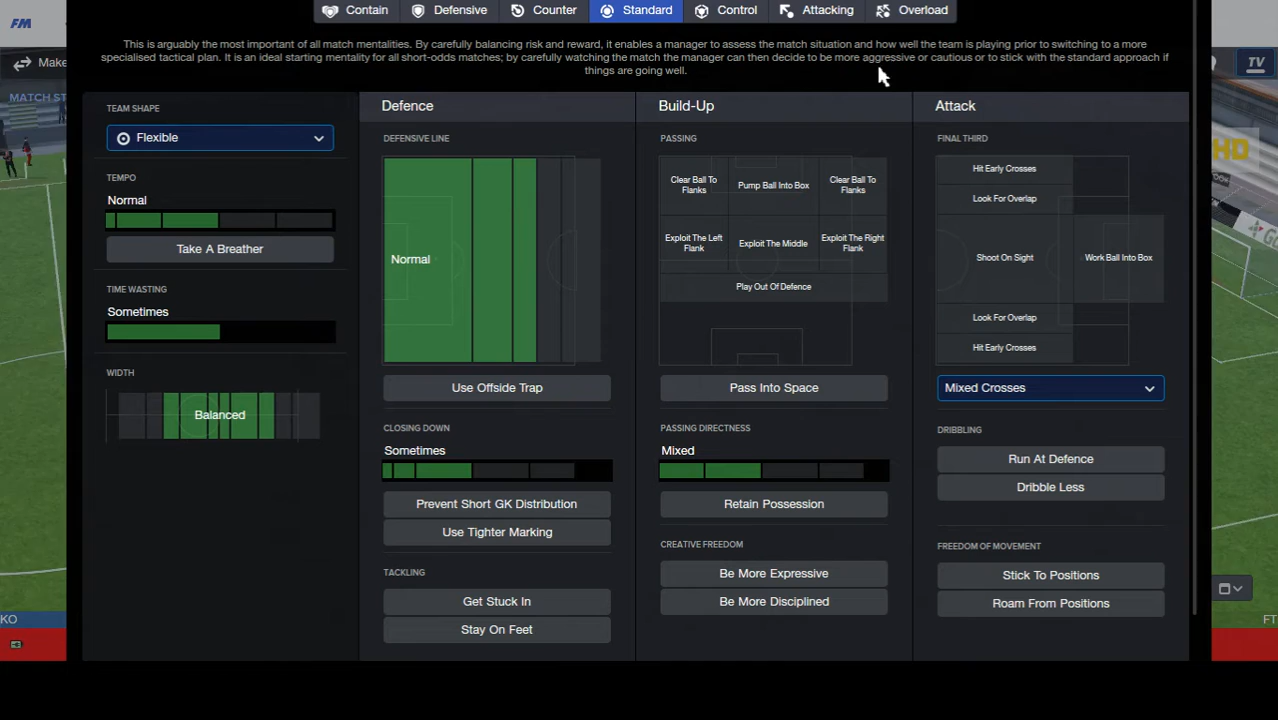 FM
Contain
Defensive
Counter
Standard
Control
Attacking
Overload
This is arguably the most important of all match mentalities. By carefully balancing risk and reward, it enables a manager to assess the match situation and how well the team is playing prior to switching to a more
specialised tactical plan. It is an ideal starting mentality for all short-odds matches; by carefully watching the match the manager can then decide to be more aggressive or cautious or to stick with the standard approach if
things are going well.
Make
TV
MATCH ST
HD
TEAM SHAPE
Flexible
TEMPO
Normal
Take A Breather
TIME WASTING
Sometimes
WIDTH
Balanced
Defence
DEFENSIVE LINE
Normal
Use Offside Trap
CLOSING DOWN
Sometimes
Prevent Short GK Distribution
Use Tighter Marking
TACKLING
Get Stuck In
Stay On Feet
Build-Up
PASSING
Clear Ball To
Flanks
Pump Ball Into Box
Clear Ball To
Flanks
Exploit The Left
Flank
Exploit The Middle
Exploit The Right
Flank
Play Out Of Defence
Pass Into Space
PASSING DIRECTNESS
Mixed
Retain Possession
CREATIVE FREEDOM
Be More Expressive
Be More Disciplined
Attack
FINAL THIRD
Hit Early Crosses
Look For Overlap
Shoot On Sight
Work Ball Into Box
Look For Overlap
Hit Early Crosses
Mixed Crosses
DRIBBLING
Run At Defence
Dribble Less
FREEDOM OF MOVEMENT
Stick To Positions
Roam From Positions
KO
FT